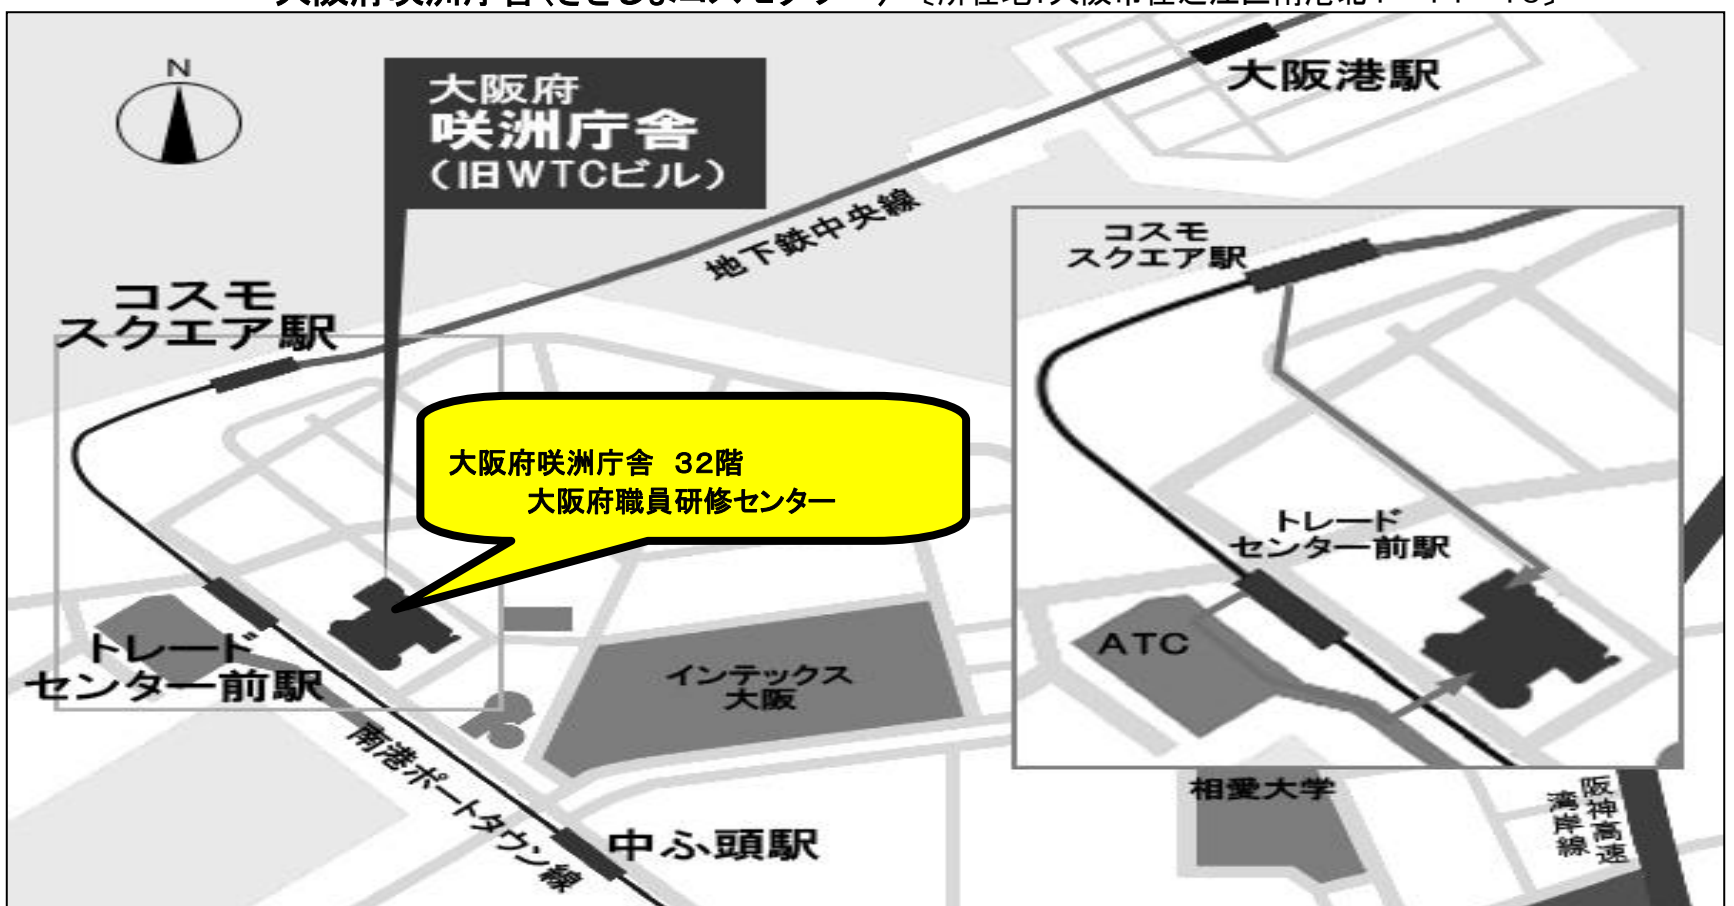 N
大阪府
咲洲庁舎
（旧WTCビル）
大阪港駅
地下鉄中央線
コスモ
スクエア駅
大阪府咲洲庁舎 32階
大阪府職員研修センター
トレード
センター前駅
インテックス
大阪
南港ポートタウン線
中ふ頭駅
コスモ
スクエア駅
トレード
センター前駅
ATC
相愛大学
阪神高速
湾岸線